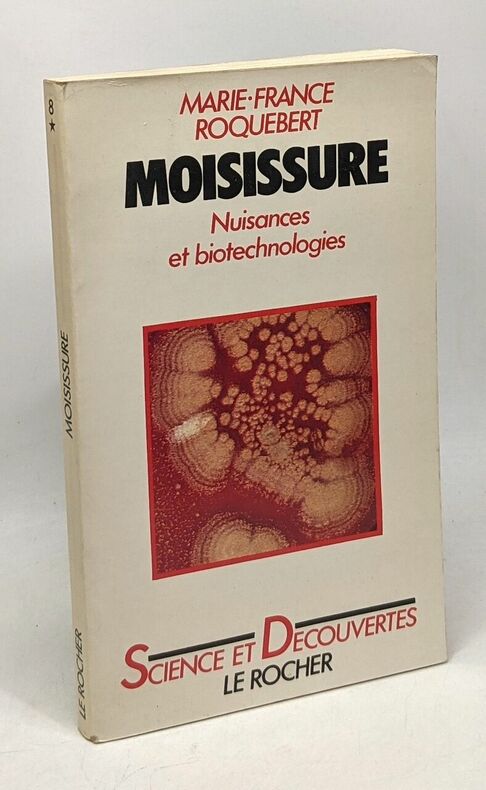 MARIE-FRANCE
ROQUEBERT
MOISISSURE
Nuisances
et biotechnologies
SCIENCE ET DECOUVERTES
LE ROCHER
8
*
MOISISSURE
LE ROCHER